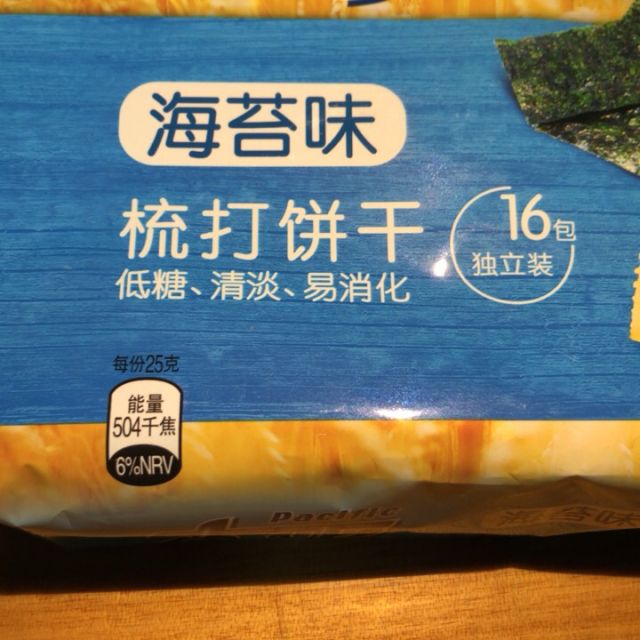 海苔味
梳打饼干
低糖、清淡、易消化
16包
独立装
每份25克
能量
504千焦
6%NRV
Pacific
海苔味